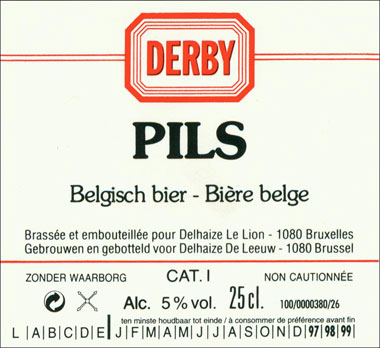 DERBY
PILS
Belgisch bier - Bière belge
Brassée et embouteillée pour Delhaize Le Lion - 1080 Bruxelles
Gebrouwen en gebotteld voor Delhaize De Leeuw - 1080 Brussel
ZONDER WAARBORG CAT. I NON CAUTIONNÉE
Alc. 5 % vol. 25 cl. 100/0000380/26
ten minste houdbaar tot einde / à consommer de préférence avant fin
L |A|B|C|D|E|J|F|M|A|M|J|J|A|S|O|N|D|97|98|99|